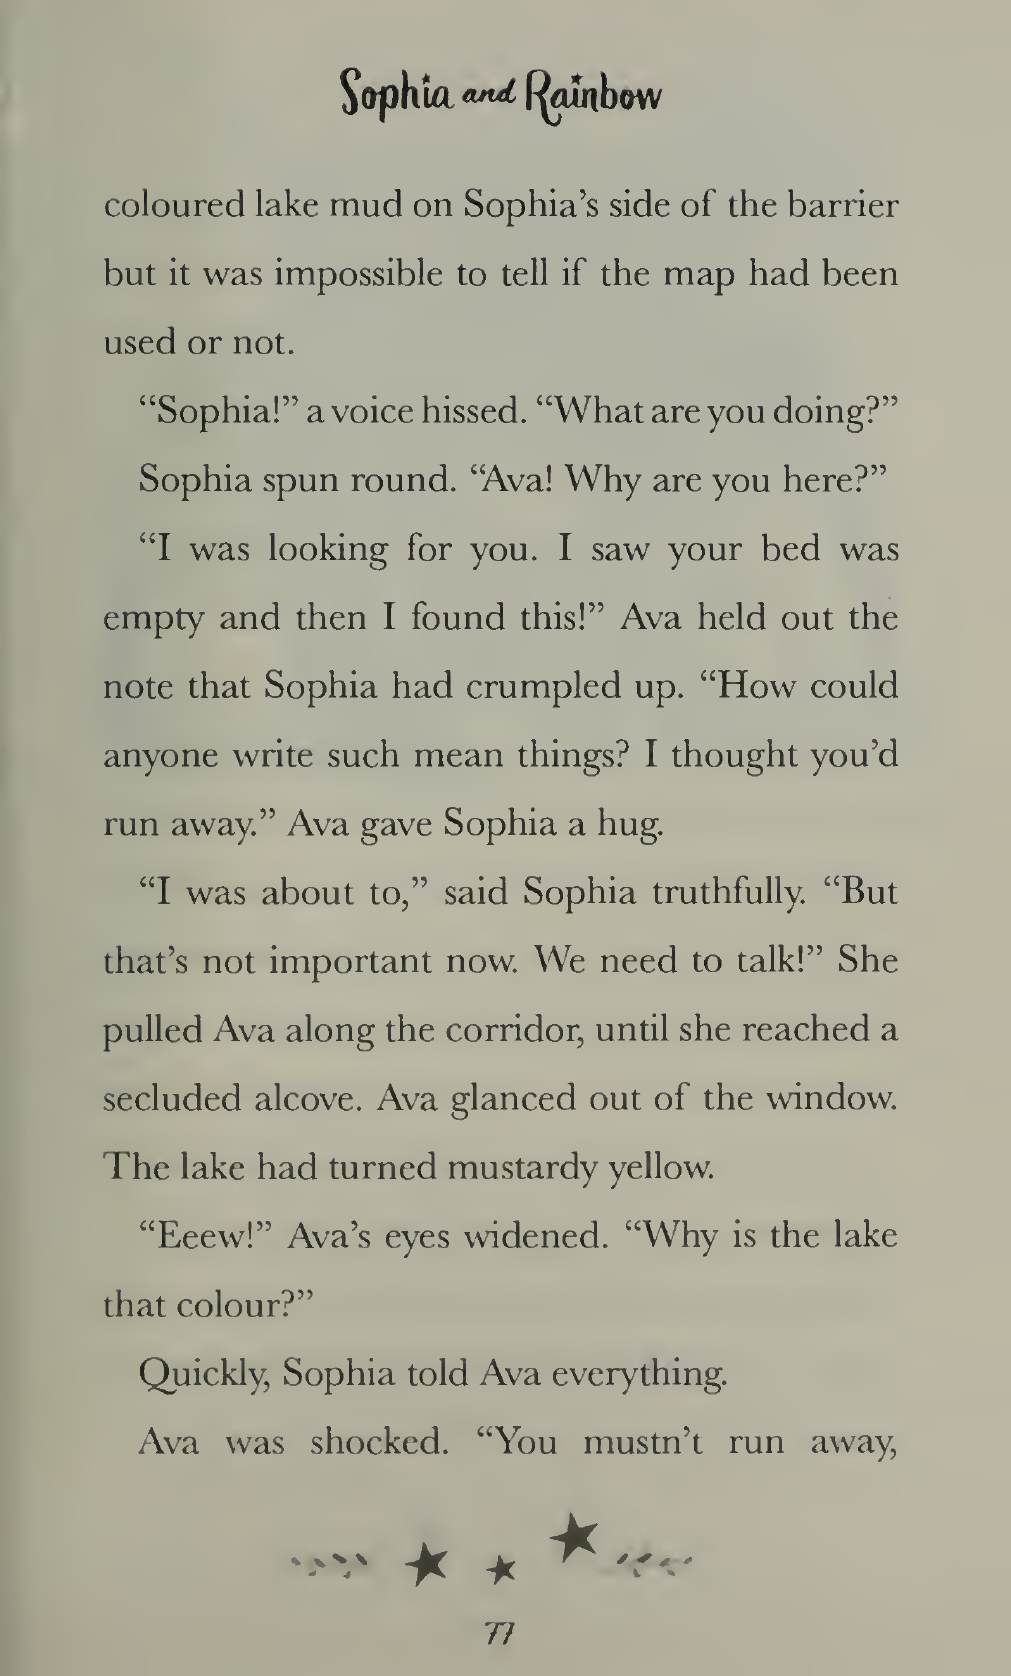 Sophia and Rainbow
coloured lake mud on Sophia’s side of the barrier
but it was impossible to tell if the map had been
used or not.
“Sophia!” a voice hissed. “What are you doing?”
Sophia spun round. “Ava! Why are you here?”
“I was looking for you. I saw your bed was
empty and then I found this!” Ava held out the
note that Sophia had crumpled up. “How could
anyone write such mean things? I thought you’d
run away.” Ava gave Sophia a hug.
“I was about to,” said Sophia truthfully. “But
that’s not important now. We need to talk!” She
pulled Ava along the corridor, until she reached a
secluded alcove. Ava glanced out of the window.
The lake had turned mustardy yellow.
“Eeew!” Ava’s eyes widened. “Why is the lake
that colour?”
Quickly, Sophia told Ava everything.
Ava was shocked. “You mustn’t run away,
77